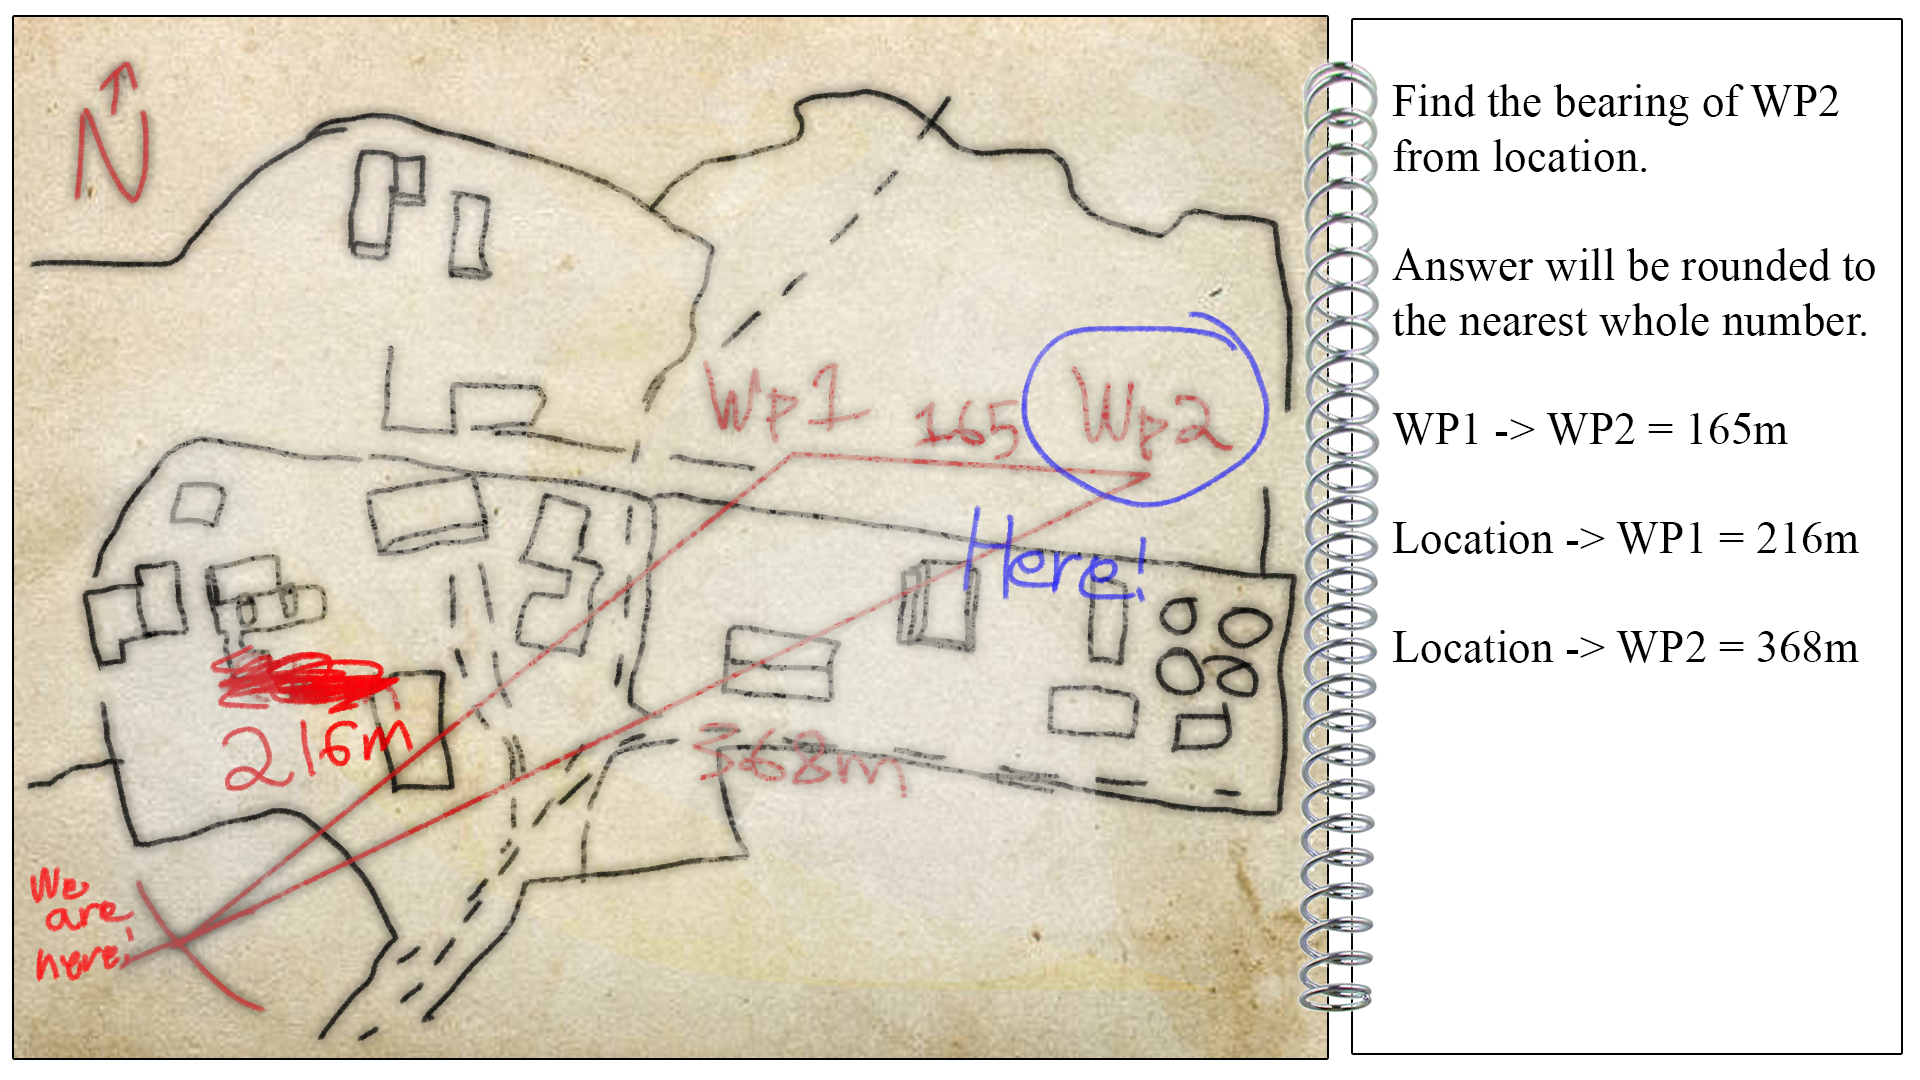 N
Wp1
165
Wp2
Here!
216m
368m
We
are
here!
Find the bearing of WP2
from location.
Answer will be rounded to
the nearest whole number.
WP1 -> WP2 = 165m
Location -> WP1 = 216m
Location -> WP2 = 368m